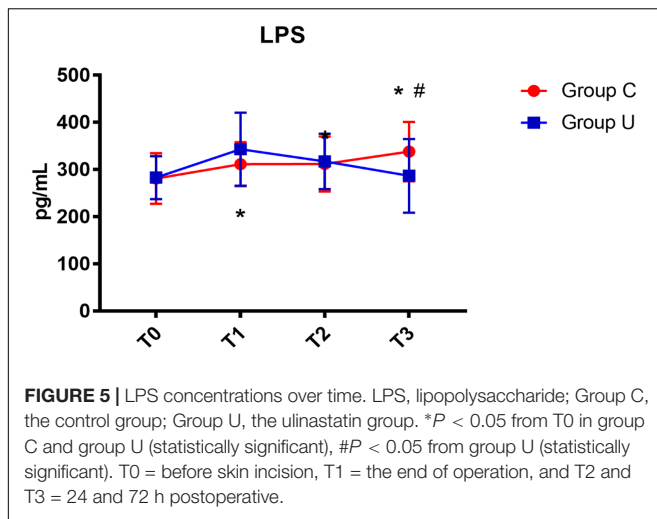 LPS
500
400
300
200
100
0
pg/mL
* #
*
*
T0
T1
T2
T3
Group C
Group U
FIGURE 5 | LPS concentrations over time. LPS, lipopolysaccharide; Group C,
the control group; Group U, the ulinastatin group. *P < 0.05 from T0 in group
C and group U (statistically significant), #P < 0.05 from group U (statistically
significant). T0 = before skin incision, T1 = the end of operation, and T2 and
T3 = 24 and 72 h postoperative.